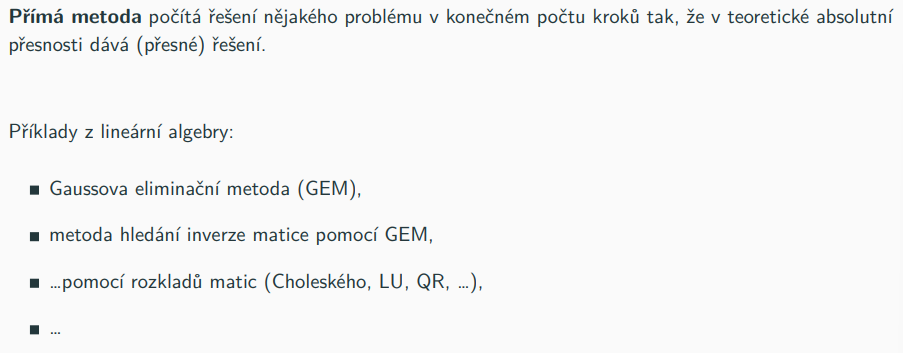 Přímá metoda počítá řešení nějakého problému v konečném počtu kroků tak, že v teoretické absolutní
přesnosti dává (přesné) řešení.
Příklady z lineární algebry:
■ Gaussova eliminační metoda (GEM),
■ metoda hledání inverze matice pomocí GEM,
■ …pomocí rozkladů matic (Choleského, LU, QR, …),
■ …